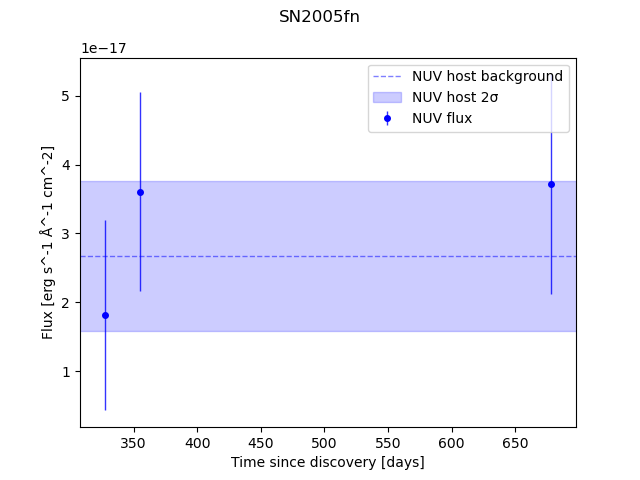 SN2005fn
1e−17
NUV host background
NUV host 2σ
NUV flux
5
4
3
2
1
Flux [erg s^-1 Å^-1 cm^-2]
350 400 450 500 550 600 650
Time since discovery [days]